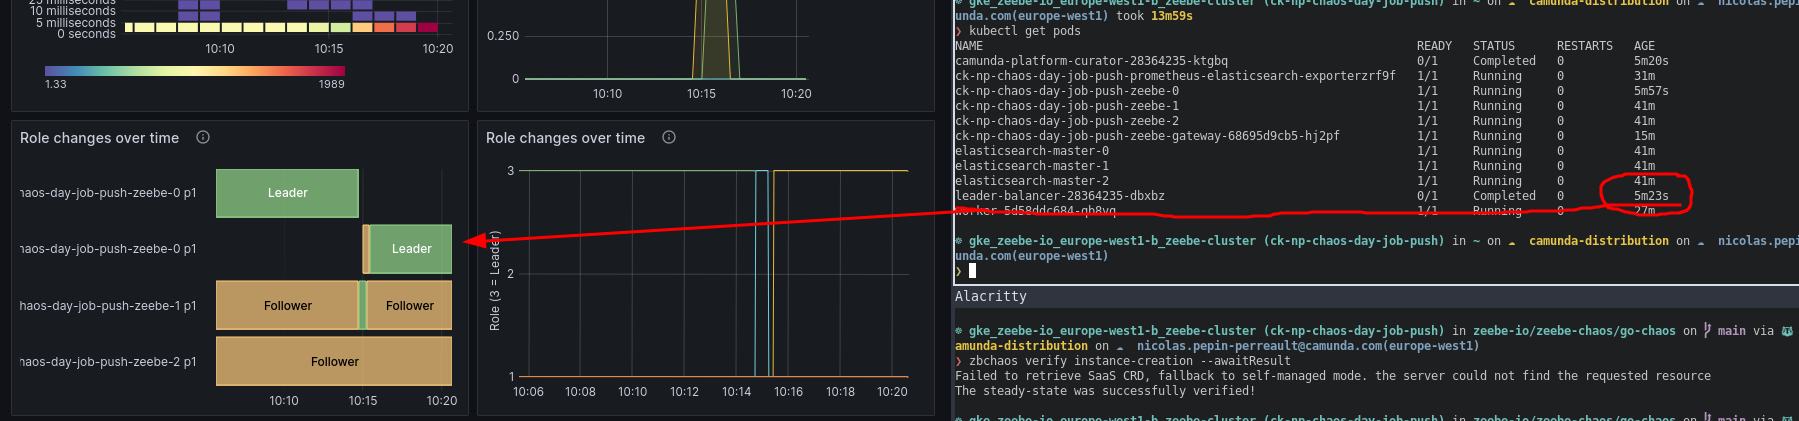 25 milliseconds
5 milliseconds
0 seconds
10:10 10:15 10:20
1.33 1989
0.250
0
10:10 10:15 10:20
Role changes over time
haos-day-job-push-zeebe-0 p1
Leader
haos-day-job-push-zeebe-0 p1
Leader
haos-day-job-push-zeebe-1 p1
Follower Follower
haos-day-job-push-zeebe-2 p1
Follower
10:10 10:15 10:20
Role changes over time
Role (3 = Leader)
3
2
1
10:06 10:08 10:10 10:12 10:14 10:16 10:18 10:20
gke_zeebe-io_europe-west1-b_zeebe-cluster (ck-np-chaos-day-job-push) in ~ on camunda-distribution on nicolas.pepi
unda.com(europe-west1) took 13m59s
❯ kubectl get pods
NAME READY STATUS RESTARTS AGE
camunda-platform-curator-28364235-ktgbq 0/1 Completed 0 5m20s
ck-np-chaos-day-job-push-prometheus-elasticsearch-exporterzrf9f 1/1 Running 0 31m
ck-np-chaos-day-job-push-zeebe-0 1/1 Running 0 5m57s
ck-np-chaos-day-job-push-zeebe-1 1/1 Running 0 41m
ck-np-chaos-day-job-push-zeebe-2 1/1 Running 0 41m
ck-np-chaos-day-job-push-zeebe-gateway-68695d9cb5-hj2pf 1/1 Running 0 15m
elasticsearch-master-0 1/1 Running 0 41m
elasticsearch-master-1 1/1 Running 0 41m
elasticsearch-master-2 1/1 Running 0 41m
leader-balancer-28364235-dbxbz 0/1 Completed 0 5m23s
1/1 Running 0 27m
gke_zeebe-io_europe-west1-b_zeebe-cluster (ck-np-chaos-day-job-push) in ~ on camunda-distribution on nicolas.pepi
unda.com(europe-west1)
❯
Alacritty
gke_zeebe-io_europe-west1-b_zeebe-cluster (ck-np-chaos-day-job-push) in zeebe-io/zeebe-chaos/go-chaos on main via
amunda-distribution on nicolas.pepin-perreault@camunda.com(europe-west1)
❯ zbchaos verify instance-creation --awaitResult
Failed to retrieve SaaS CRD, fallback to self-managed mode. the server could not find the requested resource
The steady-state was successfully verified!
gke_zeebe-io_europe-west1-b_zeebe-cluster (ck-np-chaos-day-job-push) in zeebe-io/zeebe-chaos/go-chaos on main via